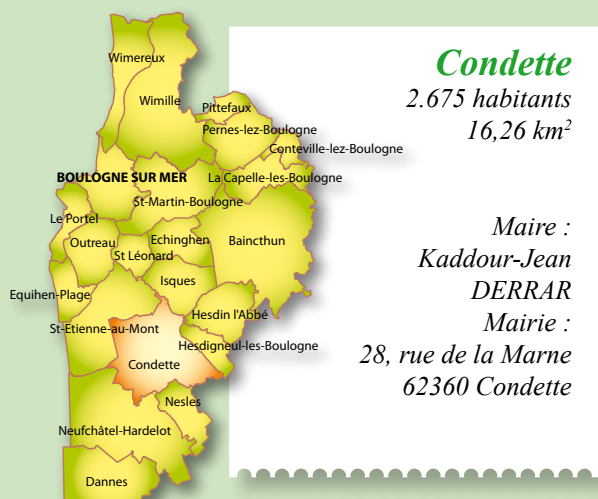 Wimereux
Wimille
Pittefaux
Pernes-lez-Boulogne
Conteville-lez-Boulogne
BOULOGNE SUR MER
La Capelle-les-Boulogne
St-Martin-Boulogne
Le Portel
Outreau
Echinghen
Baincthun
St Léonard
Isques
Equihen-Plage
Hesdin l'Abbé
St-Etienne-au-Mont
Hesdigneul-les-Boulogne
Condette
Nesles
Neufchâtel-Hardelot
Dannes
Condette
2.675 habitants
16,26 km²
Maire :
Kaddour-Jean
DERRAR
Mairie :
28, rue de la Marne
62360 Condette